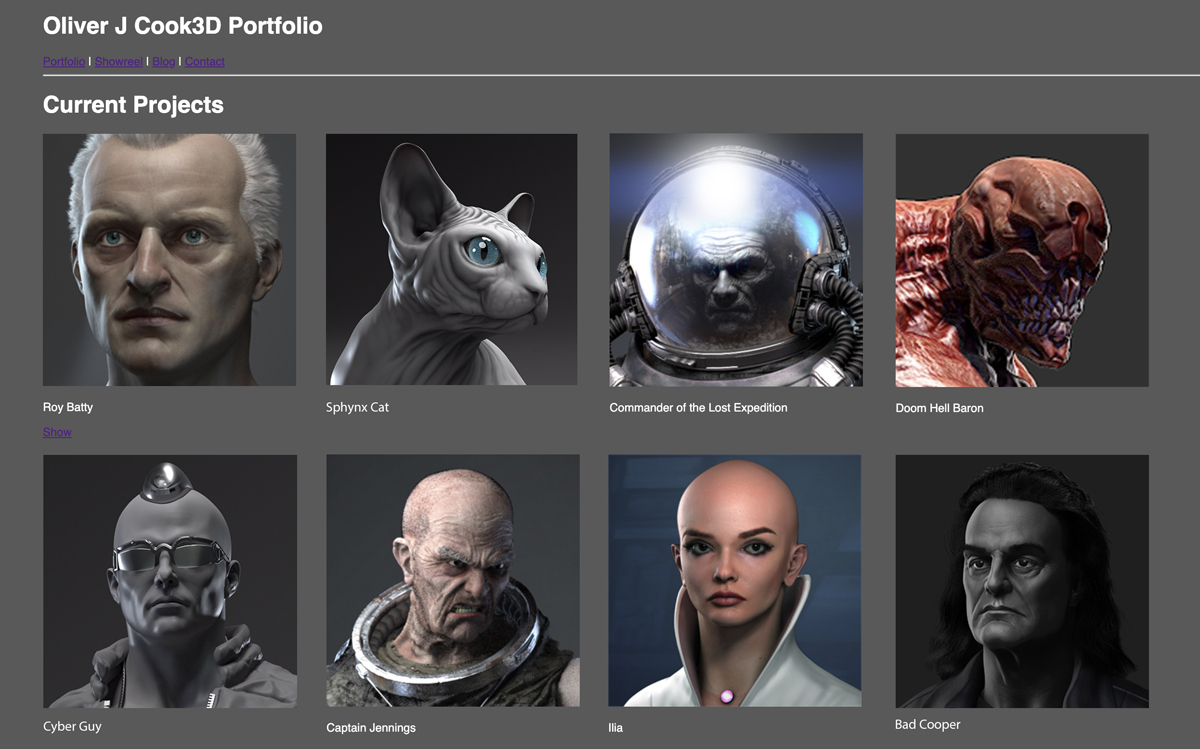 Oliver J Cook3D Portfolio
Portfolio | Showreel | Blog | Contact
Current Projects
Roy Batty
Sphynx Cat
Commander of the Lost Expedition
Doom Hell Baron
Show
Cyber Guy
Captain Jennings
Ilia
Bad Cooper